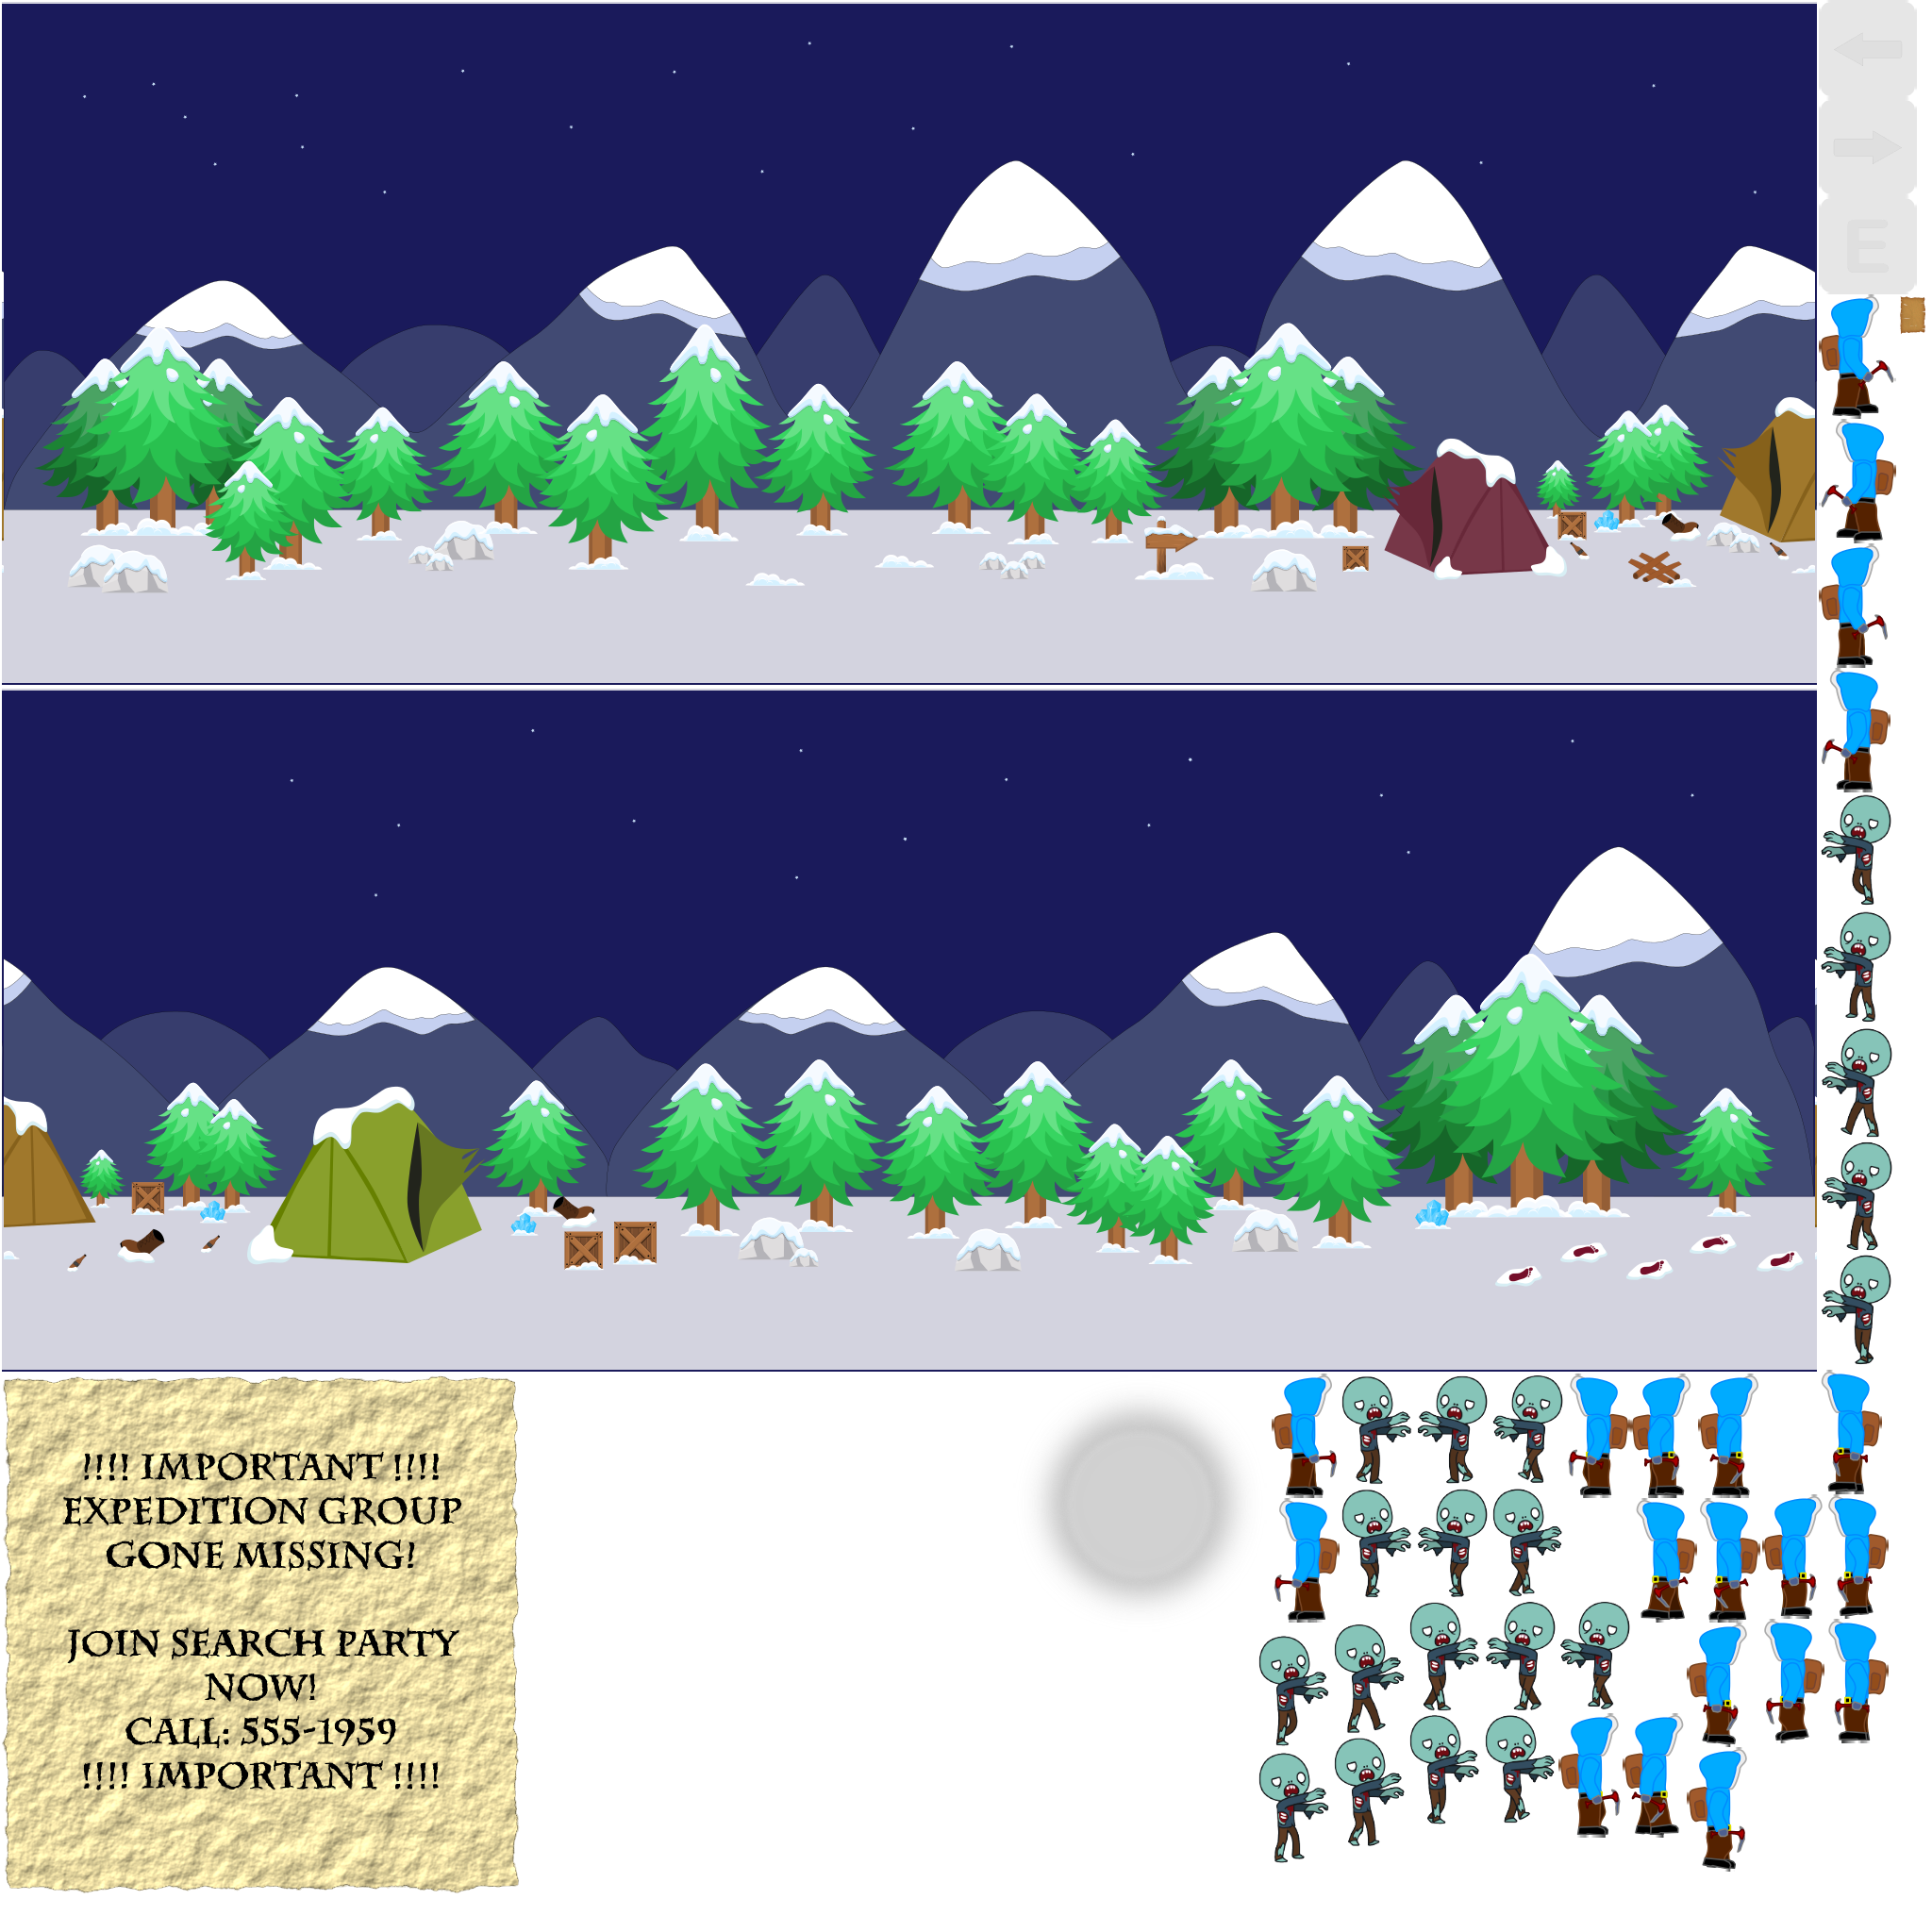 E
!!!! IMPORTANT !!!!
EXPEDITION GROUP
GONE MISSING!
JOIN SEARCH PARTY
NOW!
CALL: 555-1959
!!!! IMPORTANT !!!!